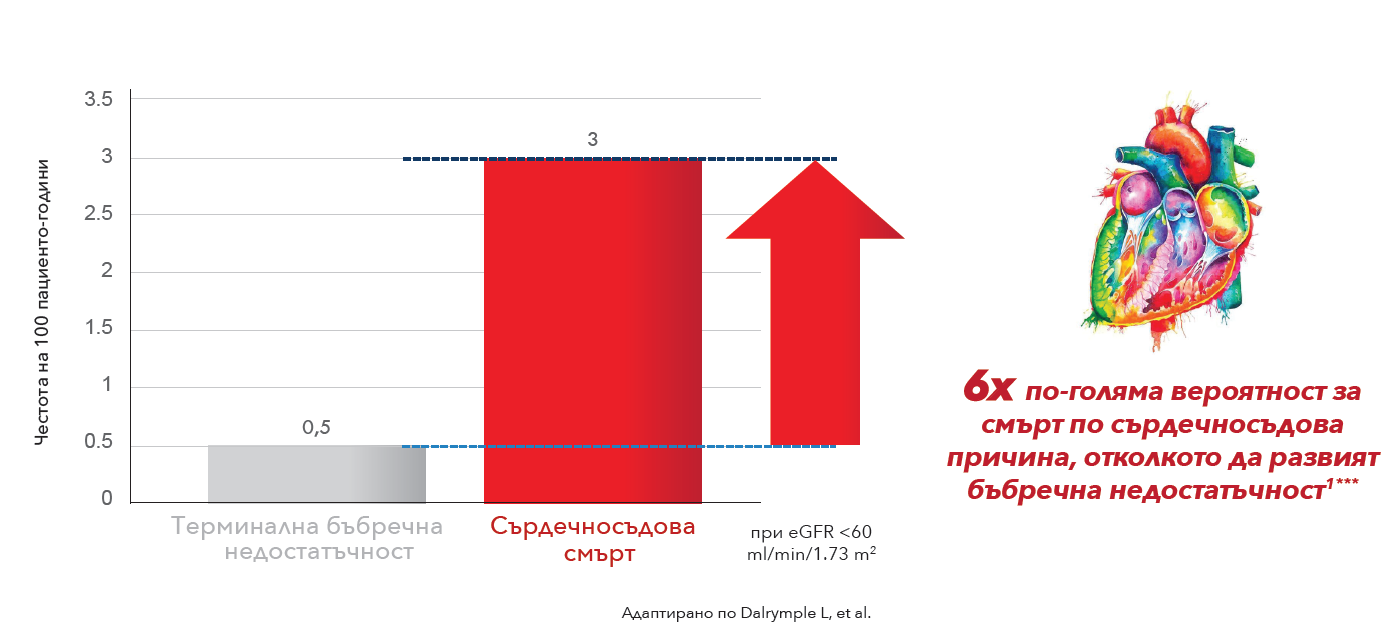 Честота на 100 пациенто-години
3.5
3
2.5
2
1.5
1
0.5
0
0,5
3
Терминална бъбречна
недостатъчност
Сърдечносъдова
смърт
при eGFR <60
ml/min/1.73 m²
Адаптирано по Dalrymple L, et al.
6x по-голяма вероятност за
смърт по сърдечносъдова
причина, отколкото да развият
бъбречна недостатъчност¹***